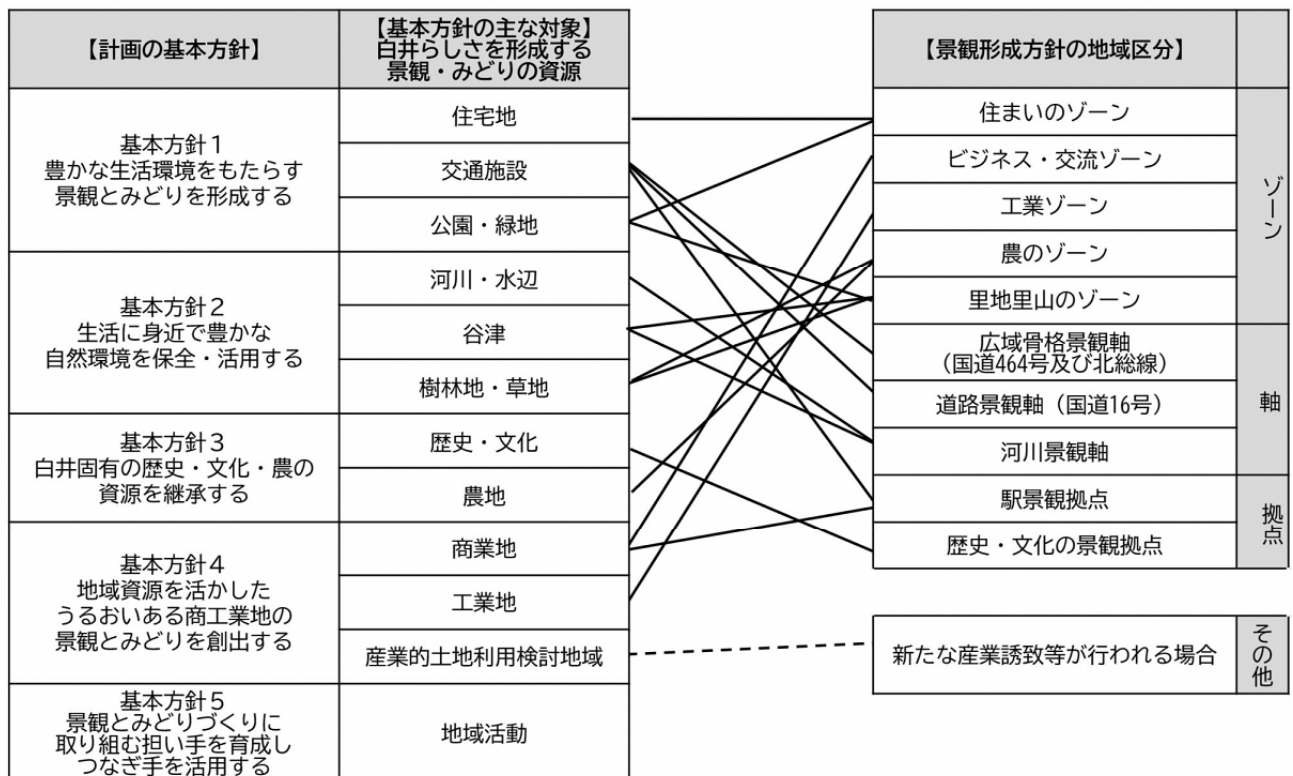 【計画の基本方針】
【基本方針の主な対象】
白井らしさを形成する
景観・みどりの資源
基本方針1
豊かな生活環境をもたらす
景観とみどりを形成する
住宅地
交通施設
公園・緑地
基本方針2
生活に身近で豊かな
自然環境を保全・活用する
河川・水辺
谷津
樹林地・草地
基本方針3
白井固有の歴史・文化・農の
資源を継承する
歴史・文化
農地
基本方針4
地域資源を活かした
うるおいある商工業地の
景観とみどりを創出する
商業地
工業地
産業的土地利用検討地域
基本方針5
景観とみどりづくりに
取り組む担い手を育成し
つなぎ手を活用する
地域活動
【景観形成方針の地域区分】
住まいのゾーン
ビジネス・交流ゾーン
工業ゾーン
農のゾーン
里地里山のゾーン
ゾーン
広域骨格景観軸
(国道464号及び北総線)
道路景観軸(国道16号)
河川景観軸
軸
駅景観拠点
歴史・文化の景観拠点
拠点
新たな産業誘致等が行われる場合
その他